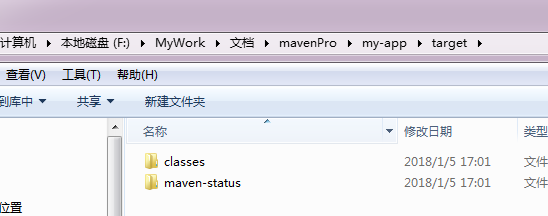 计算机 ▸ 本地磁盘 (F:) ▸ MyWork ▸ 文档 ▸ mavenPro ▸ my-app ▸ target ▸
查看(V) 工具(T) 帮助(H)
到库中 共享 新建文件夹
名称 修改日期 类型
classes 2018/1/5 17:01 文件
maven-status 2018/1/5 17:01 文件
位置